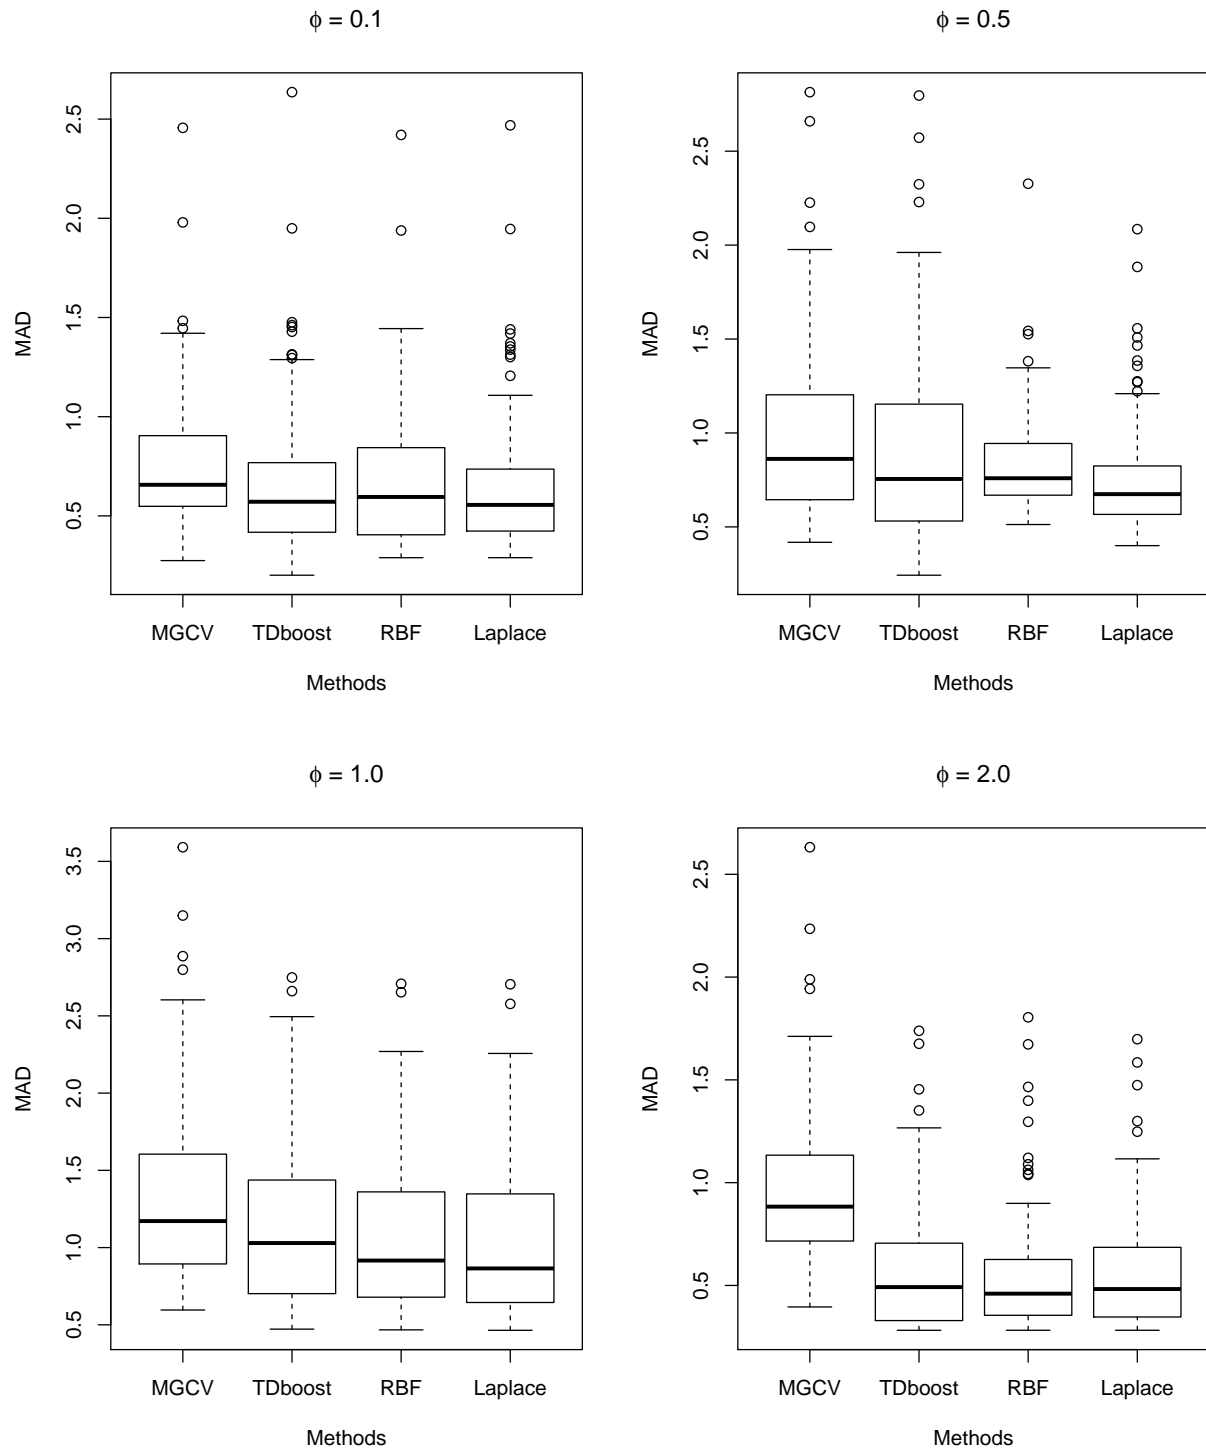 ϕ = 0.1
MAD
2.5
2.0
1.5
1.0
0.5
MGCV TDboost RBF Laplace
Methods
ϕ = 0.5
MAD
2.5
2.0
1.5
1.0
0.5
MGCV TDboost RBF Laplace
Methods
ϕ = 1.0
MAD
3.5
3.0
2.5
2.0
1.5
1.0
0.5
MGCV TDboost RBF Laplace
Methods
ϕ = 2.0
MAD
2.5
2.0
1.5
1.0
0.5
MGCV TDboost RBF Laplace
Methods